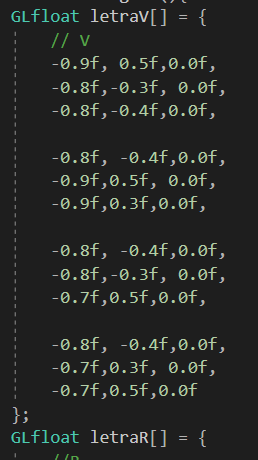 GLfloat letraV[] = {
// V
-0.9f, 0.5f,0.0f,
-0.8f,-0.3f, 0.0f,
-0.8f,-0.4f,0.0f,
-0.8f, -0.4f,0.0f,
-0.9f,0.5f, 0.0f,
-0.9f,0.3f,0.0f,
-0.8f, -0.4f,0.0f,
-0.8f,-0.3f, 0.0f,
-0.7f,0.5f,0.0f,
-0.8f, -0.4f,0.0f,
-0.7f,0.3f, 0.0f,
-0.7f,0.5f,0.0f
};
GLfloat letraR[] = {